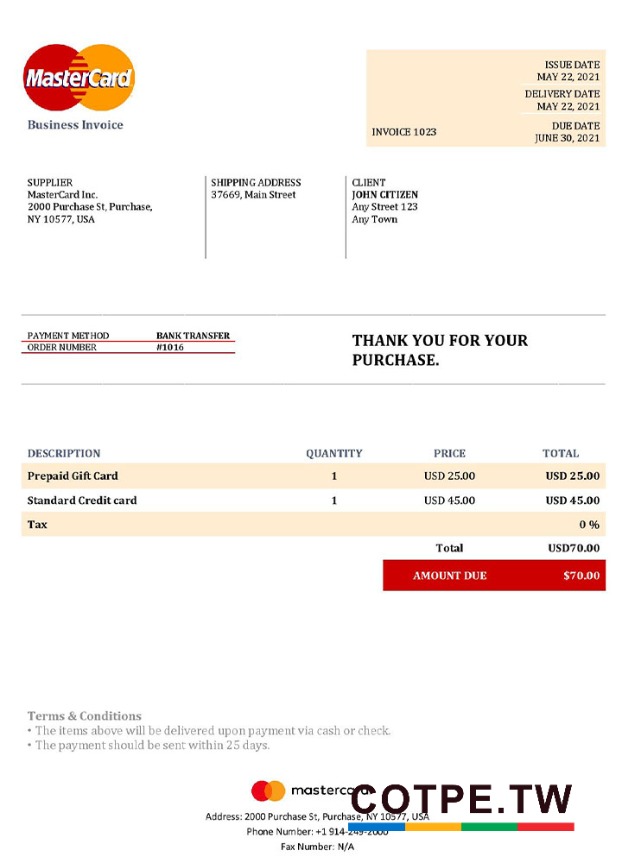 MasterCard
Business Invoice
ISSUE DATE
MAY 22, 2021
DELIVERY DATE
MAY 22, 2021
INVOICE 1023
DUE DATE
JUNE 30, 2021
SUPPLIER
MasterCard Inc.
2000 Purchase St, Purchase,
NY 10577, USA
SHIPPING ADDRESS
37669, Main Street
CLIENT
JOHN CITIZEN
Any Street 123
Any Town
PAYMENT METHOD BANK TRANSFER
ORDER NUMBER #1016
THANK YOU FOR YOUR
PURCHASE.
DESCRIPTION QUANTITY PRICE TOTAL
Prepaid Gift Card 1 USD 25.00 USD 25.00
Standard Credit card 1 USD 45.00 USD 45.00
Tax 0 %
Total USD70.00
AMOUNT DUE $70.00
Terms & Conditions
• The items above will be delivered upon payment via cash or check.
• The payment should be sent within 25 days.
mastercard
COTPE.TW
Address: 2000 Purchase St, Purchase, NY 10577, USA
Phone Number: +1 914-249-2000
Fax Number: N/A